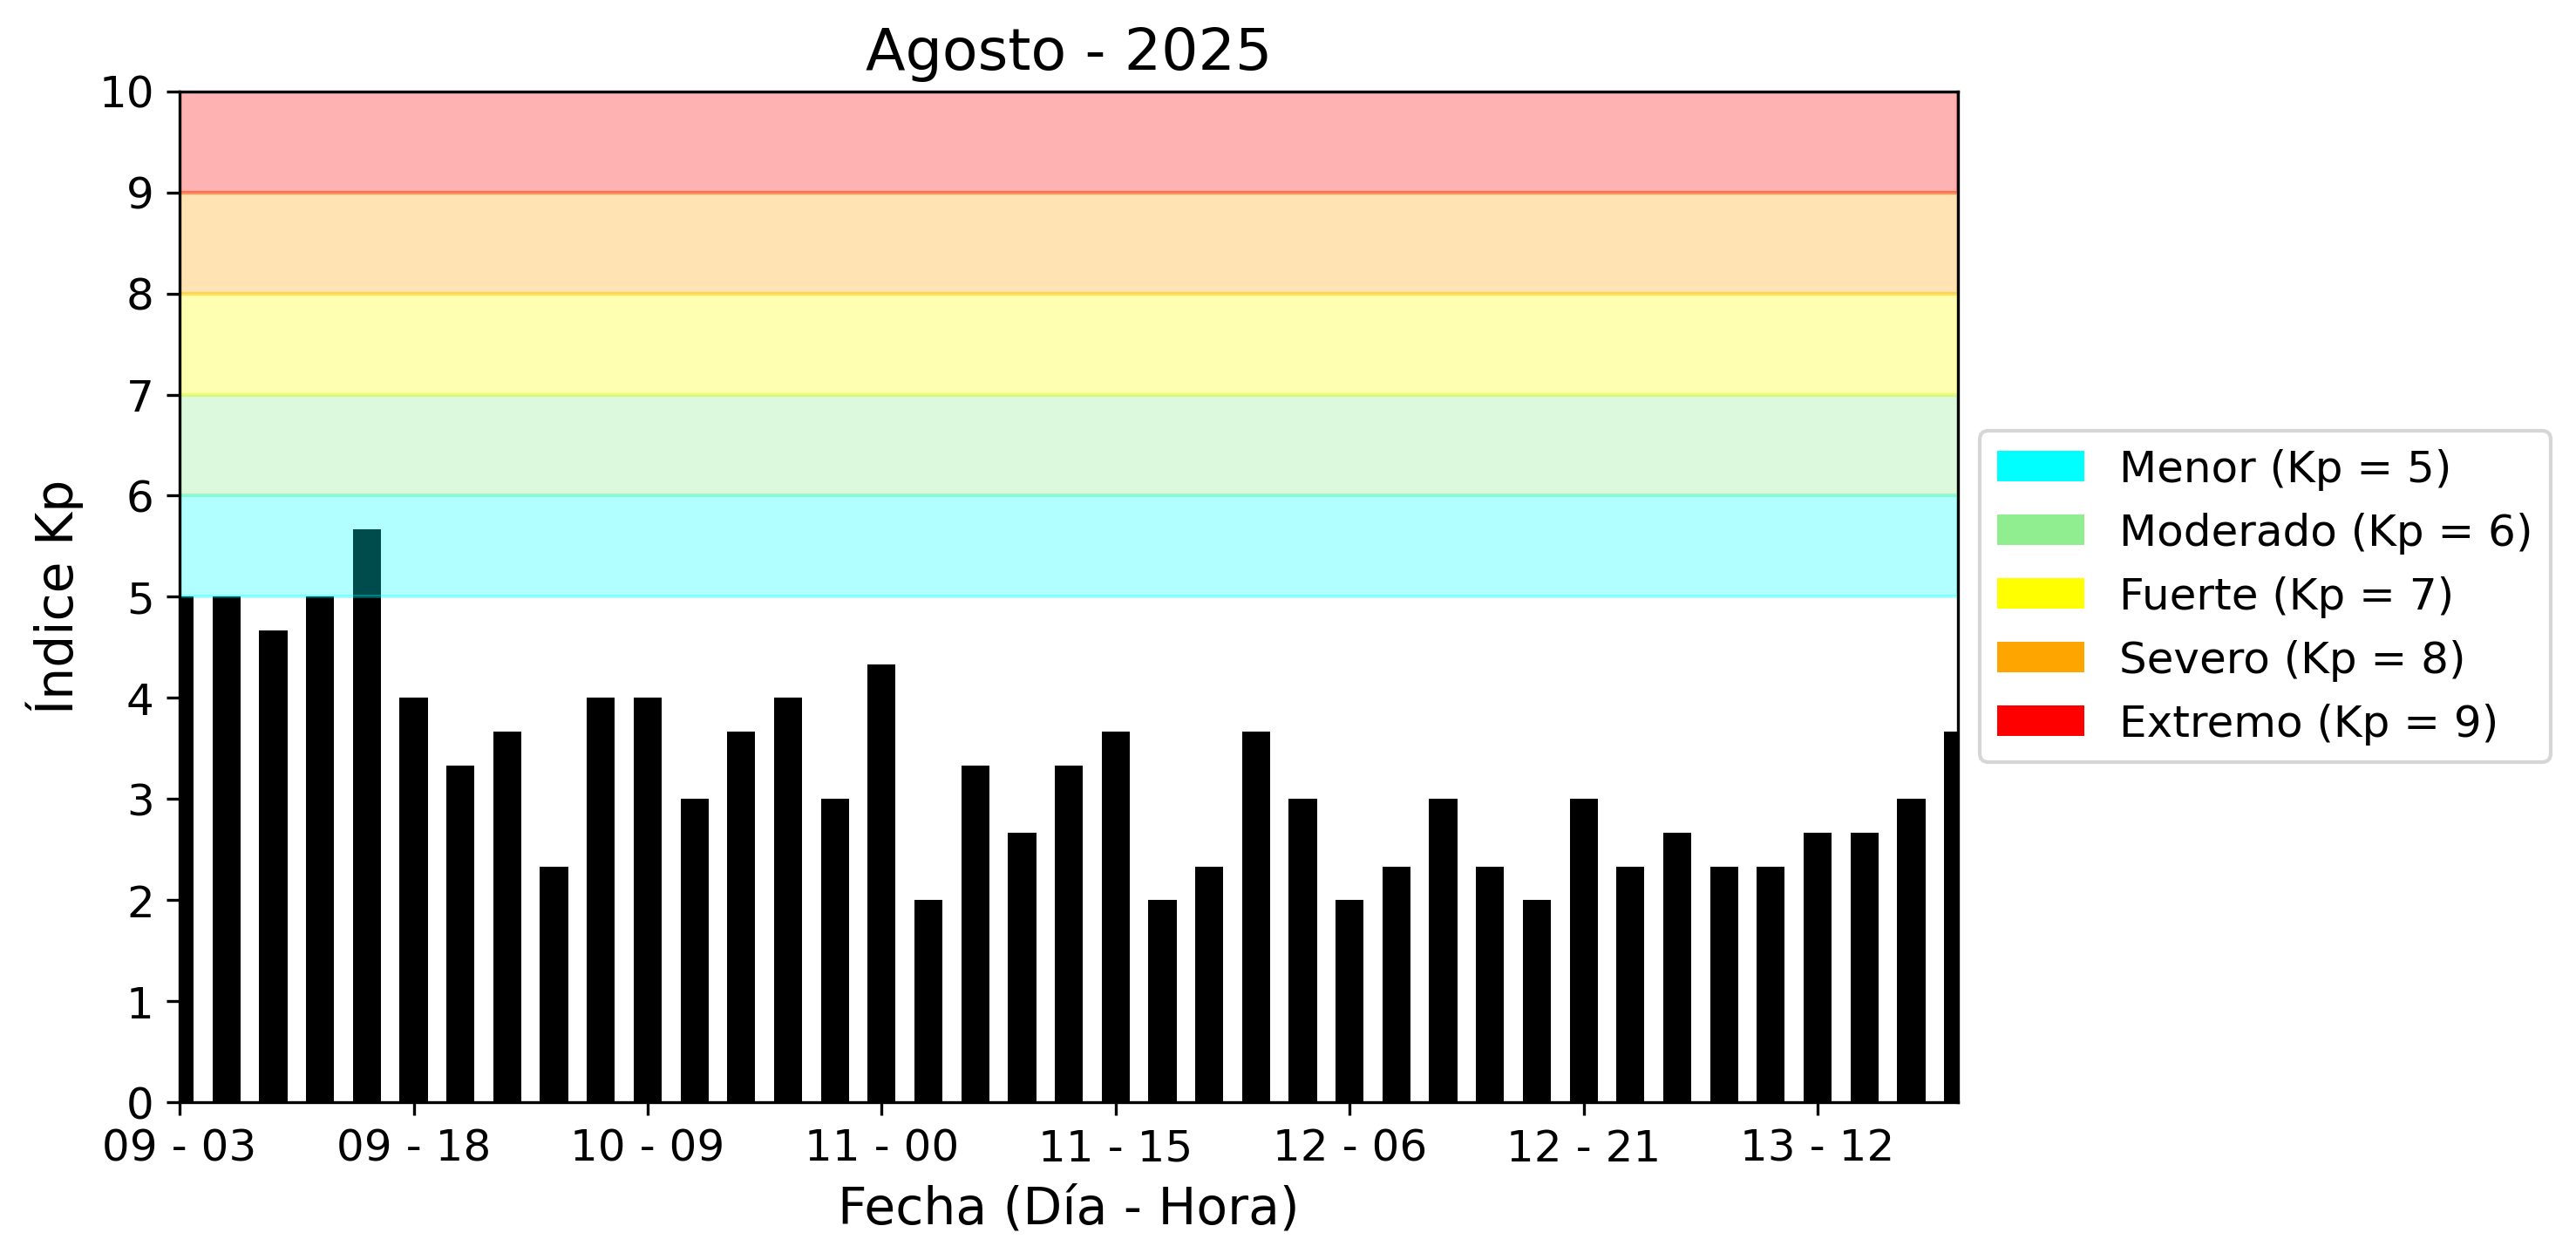 Agosto - 2025
Índice Kp
10
9
8
7
6
5
4
3
2
1
0
09 - 03
09 - 18
10 - 09
11 - 00
11 - 15
12 - 06
12 - 21
13 - 12
Fecha (Día - Hora)
Menor (Kp = 5)
Moderado (Kp = 6)
Fuerte (Kp = 7)
Severo (Kp = 8)
Extremo (Kp = 9)